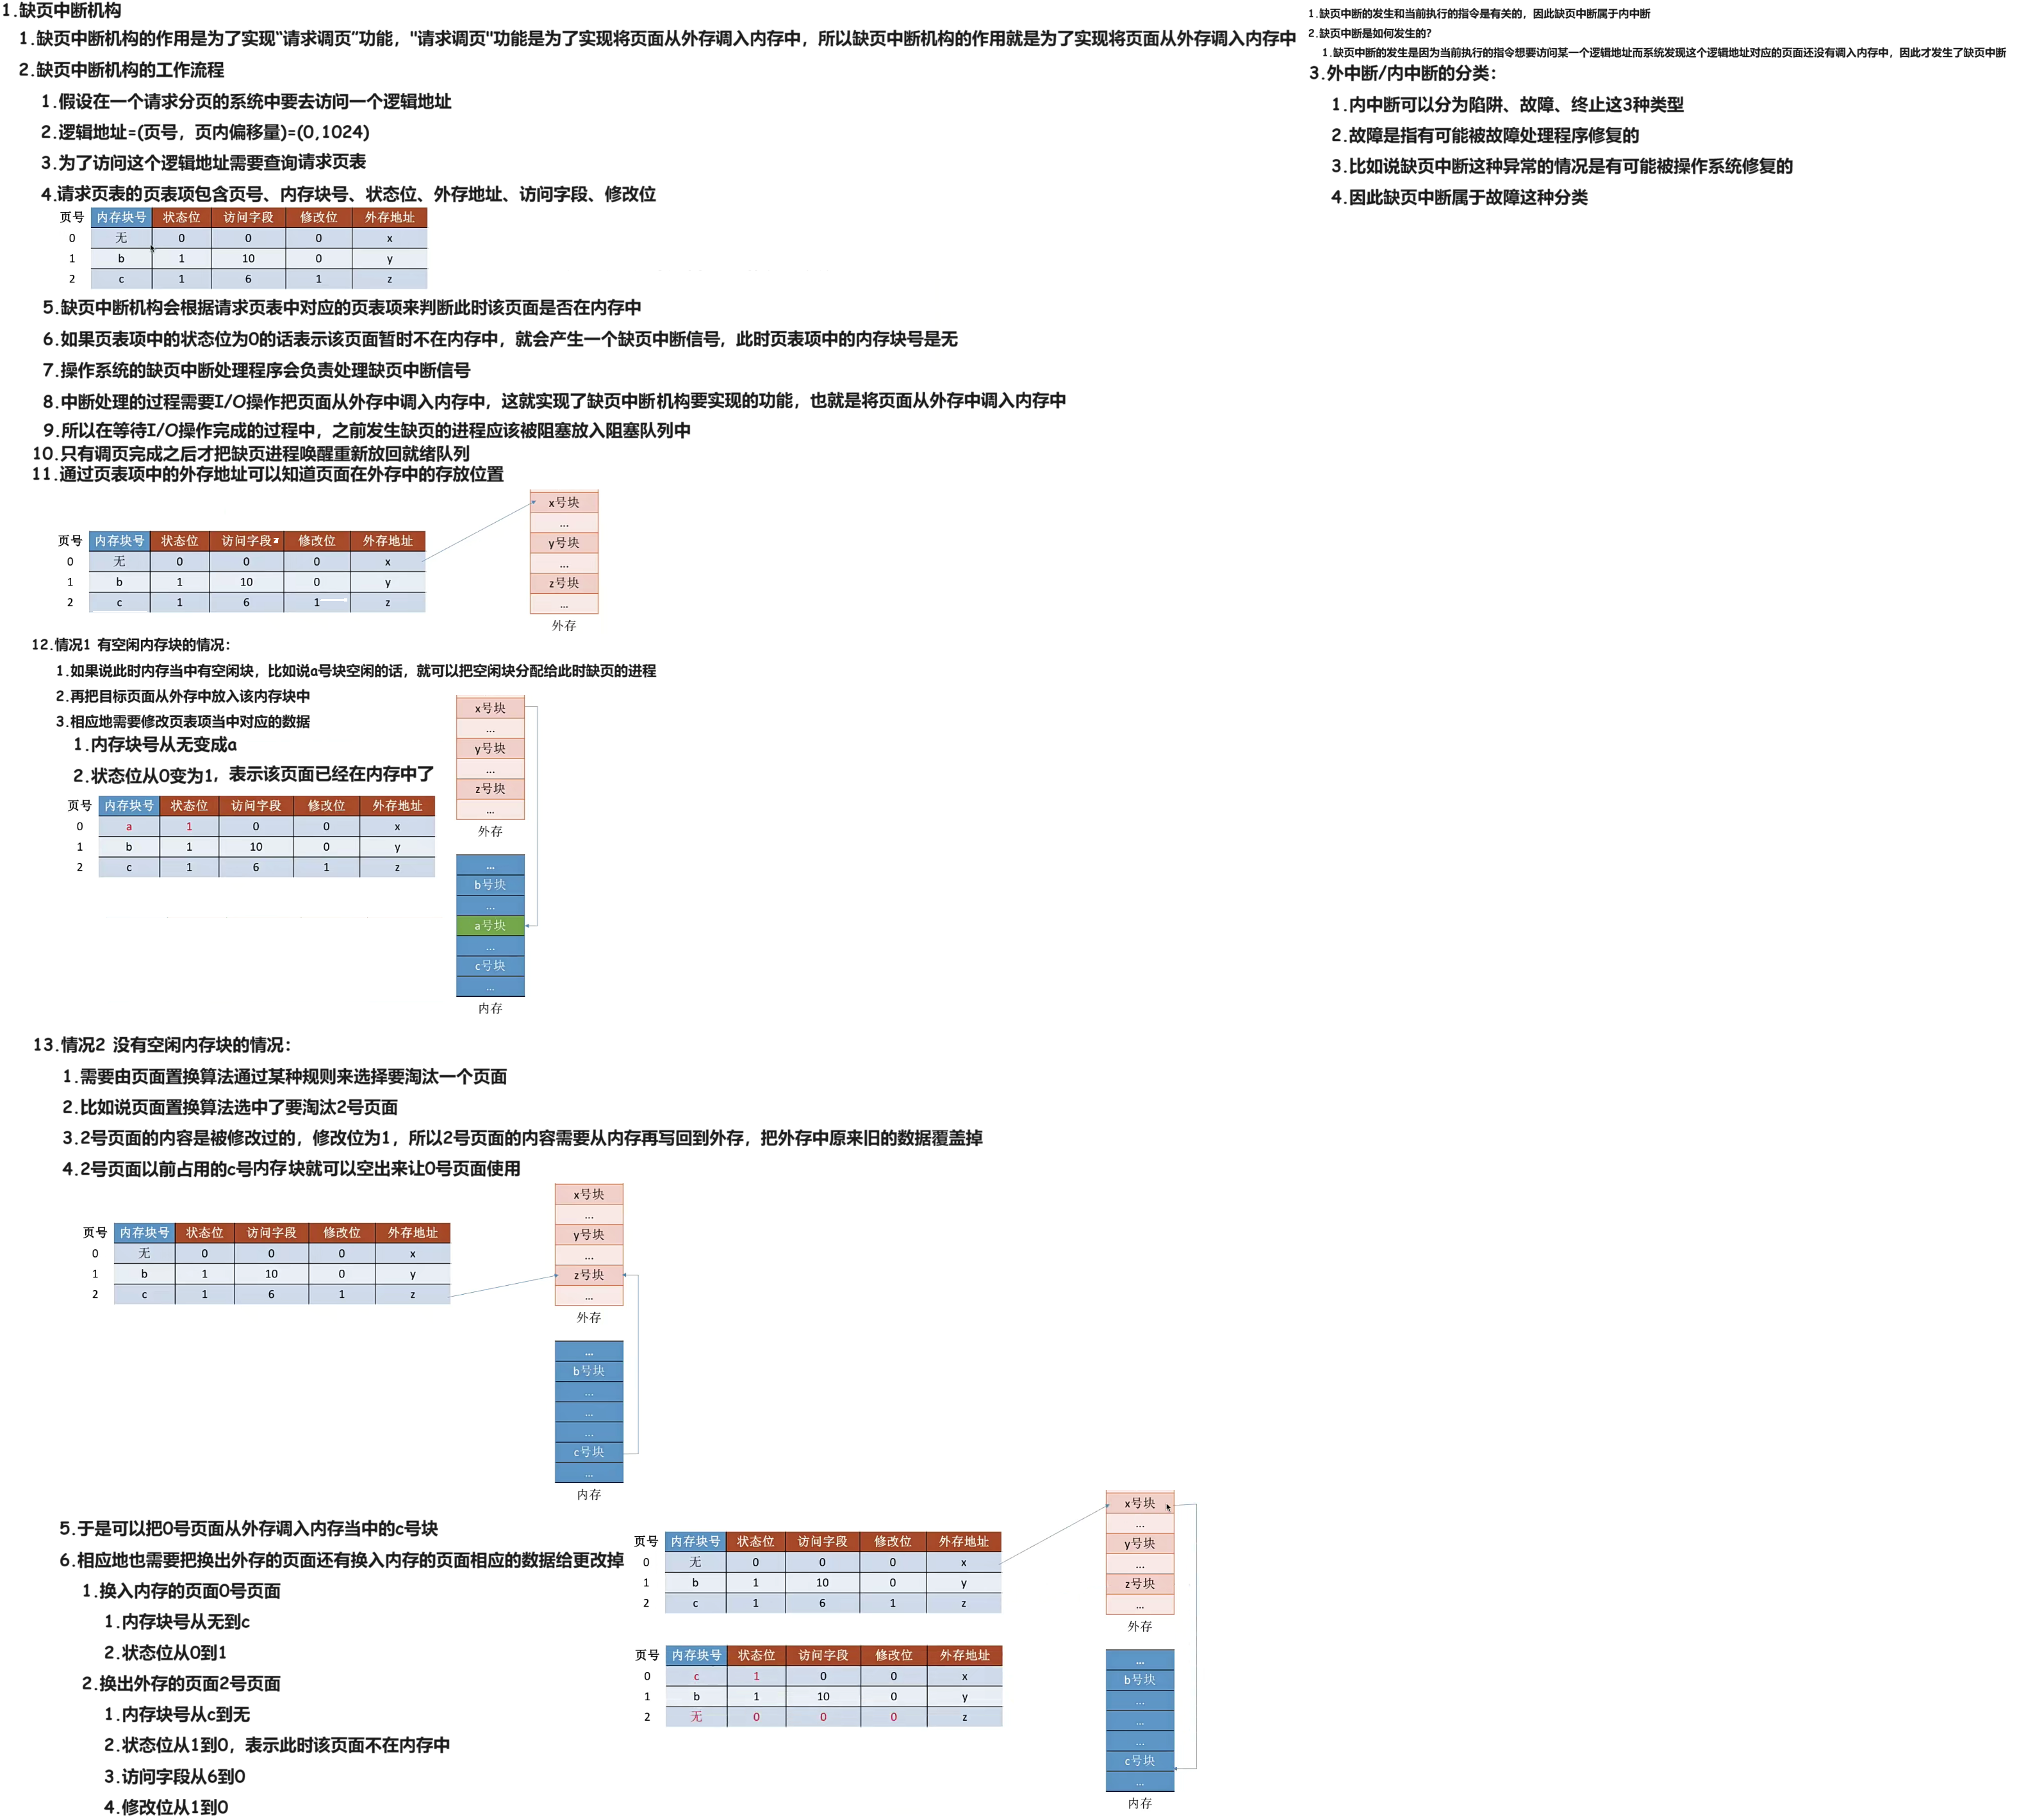 1.缺页中断机构
1.缺页中断机构的作用是为了实现“请求调页”功能，"请求调页"功能是为了实现将页面从外存调入内存中，所以缺页中断机构的作用就是为了实现将页面从外存调入内存中
2.缺页中断机构的工作流程
1.假设在一个请求分页的系统中要去访问一个逻辑地址
2.逻辑地址=(页号，页内偏移量)=(0,1024)
3.为了访问这个逻辑地址需要查询请求页表
4.请求页表的页表项包含页号、内存块号、状态位、外存地址、访问字段、修改位
页号 内存块号 状态位 访问字段 修改位 外存地址
0 无 0 0 0 x
1 b 1 10 0 y
2 c 1 6 1 z
5.缺页中断机构会根据请求页表中对应的页表项来判断此时该页面是否在内存中
6.如果页表项中的状态位为0的话表示该页面暂时不在内存中，就会产生一个缺页中断信号，此时页表项中的内存块号是无
7.操作系统的缺页中断处理程序会负责处理缺页中断信号
8.中断处理的过程需要I/O操作把页面从外存中调入内存中，这就实现了缺页中断机构要实现的功能，也就是将页面从外存中调入内存中
9.所以在等待I/O操作完成的过程中，之前发生缺页的进程应该被阻塞放入阻塞队列中
10.只有调页完成之后才把缺页进程唤醒重新放回就绪队列
11.通过页表项中的外存地址可以知道页面在外存中的存放位置
页号 内存块号 状态位 访问字段 修改位 外存地址
0 无 0 0 0 x
1 b 1 10 0 y
2 c 1 6 1 z
x号块
...
y号块
...
z号块
...
外存
12.情况1 有空闲内存块的情况：
1.如果说此时内存当中有空闲块，比如说a号块空闲的话，就可以把空闲块分配给此时缺页的进程
2.再把目标页面从外存中放入该内存块中
3.相应地需要修改页表项当中对应的数据
1.内存块号从无变成a
2.状态位从0变为1，表示该页面已经在内存中了
页号 内存块号 状态位 访问字段 修改位 外存地址
0 a 1 0 0 x
1 b 1 10 0 y
2 c 1 6 1 z
x号块
...
y号块
...
z号块
...
外存
...
b号块
...
a号块
...
c号块
...
内存
13.情况2 没有空闲内存块的情况：
1.需要由页面置换算法通过某种规则来选择要淘汰一个页面
2.比如说页面置换算法选中了要淘汰2号页面
3.2号页面的内容是被修改过的，修改位为1，所以2号页面的内容需要从内存再写回到外存，把外存中原来旧的数据覆盖掉
4.2号页面以前占用的c号内存块就可以空出来让0号页面使用
页号 内存块号 状态位 访问字段 修改位 外存地址
0 无 0 0 0 x
1 b 1 10 0 y
2 c 1 6 1 z
x号块
...
y号块
...
z号块
...
外存
...
b号块
...
...
...
c号块
...
内存
5.于是可以把0号页面从外存调入内存当中的c号块
6.相应地也需要把换出外存的页面还有换入内存的页面相应的数据给更改掉
1.换入内存的页面0号页面
1.内存块号从无到c
2.状态位从0到1
2.换出外存的页面2号页面
1.内存块号从c到无
2.状态位从1到0，表示此时该页面不在内存中
3.访问字段从6到0
4.修改位从1到0
页号 内存块号 状态位 访问字段 修改位 外存地址
0 无 0 0 0 x
1 b 1 10 0 y
2 c 1 6 1 z
页号 内存块号 状态位 访问字段 修改位 外存地址
0 c 1 0 0 x
1 b 1 10 0 y
2 无 0 0 0 z
x号块
...
y号块
...
z号块
...
外存
...
b号块
...
...
...
c号块
...
内存
1.缺页中断的发生和当前执行的指令是有关的，因此缺页中断属于内中断
2.缺页中断是如何发生的？
1.缺页中断的发生是因为当前执行的指令想要访问某一个逻辑地址而系统发现这个逻辑地址对应的页面还没有调入内存中，因此才发生了缺页中断
3.外中断/内中断的分类：
1.内中断可以分为陷阱、故障、终止这3种类型
2.故障是指有可能被故障处理程序修复的
3.比如说缺页中断这种异常的情况是有可能被操作系统修复的
4.因此缺页中断属于故障这种分类